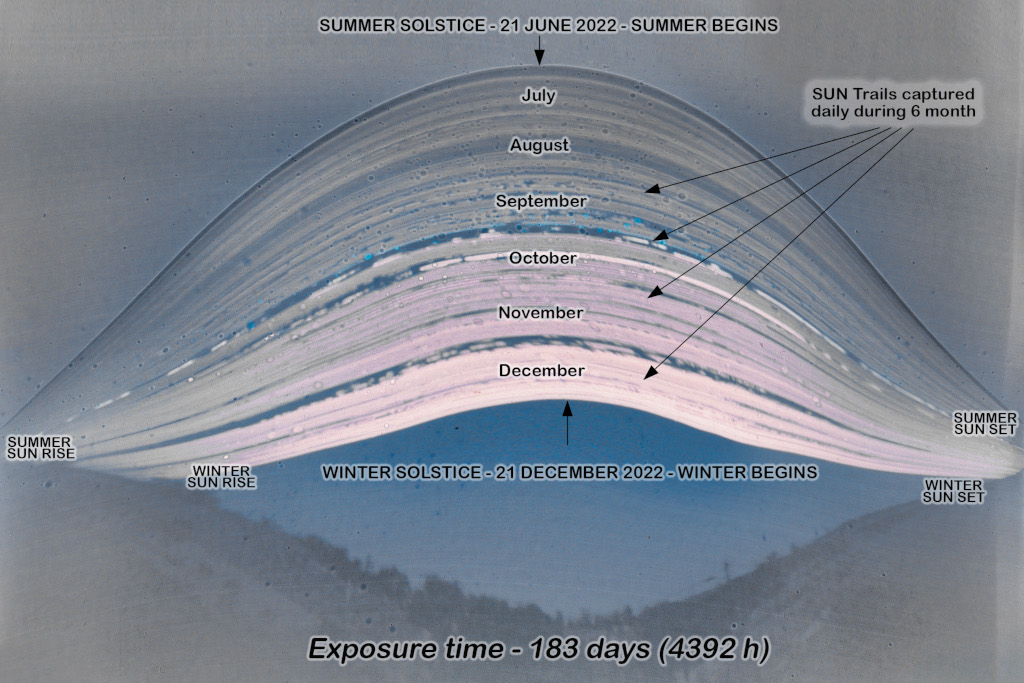 SUMMER SOLSTICE - 21 JUNE 2022 - SUMMER BEGINS
July
SUN Trails captured
daily during 6 month
August
September
October
November
December
SUMMER
SUN SET
SUMMER
SUN RISE
WINTER
SUN RISE
WINTER SOLSTICE - 21 DECEMBER 2022 - WINTER BEGINS
WINTER
SUN SET
Exposure time - 183 days (4392 h)